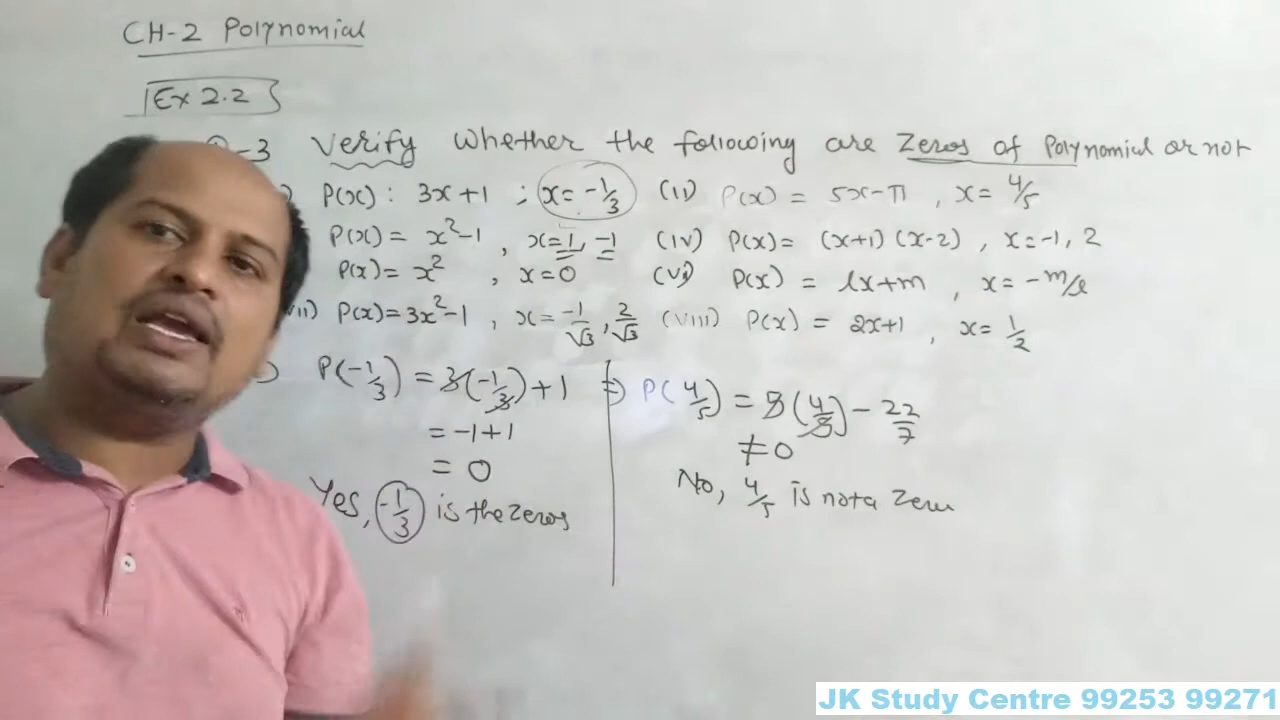 CH-2 Polynomial
Ex 2.2
Q-3 Verify whether the following are Zeros of Polynomial or not
) P(x) : 3x+1 ; x = -1/3 (ii) P(x) = 5x-π , x = 4/5
P(x) = x²-1 , x=1, -1 (iv) P(x) = (x+1) (x-2) , x = -1, 2
P(x) = x² , x=0 (vi) P(x) = lx+m , x = -m/l
vii) P(x) = 3x²-1 , x = -1/√3 , 2/√3 (viii) P(x) = 2x+1 , x = 1/2
) P(-1/3) = 3(-1/3) + 1
= -1+1
= 0
Yes, -1/3 is the zeros
=) P(4/5) = 5(4/5) - 22/7
≠ 0
No, 4/5 is not a zero
JK Study Centre 99253 99271